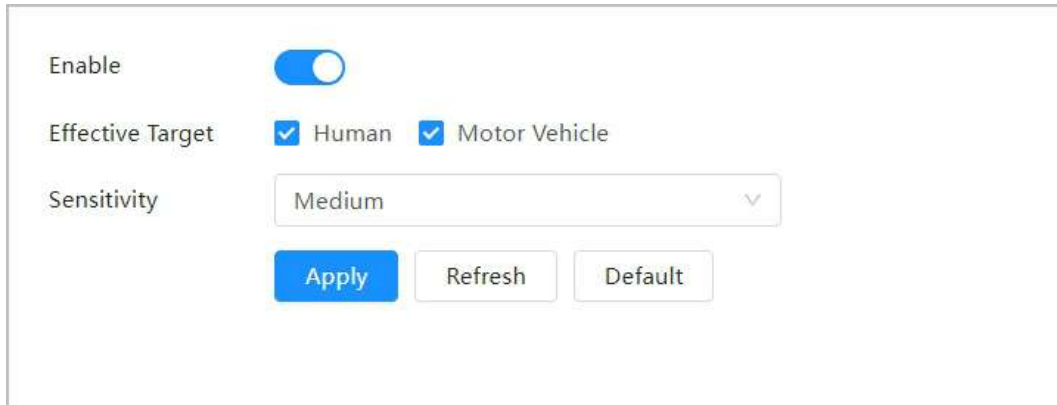 Enable
Effective Target Human Motor Vehicle
Sensitivity Medium
Apply Refresh Default